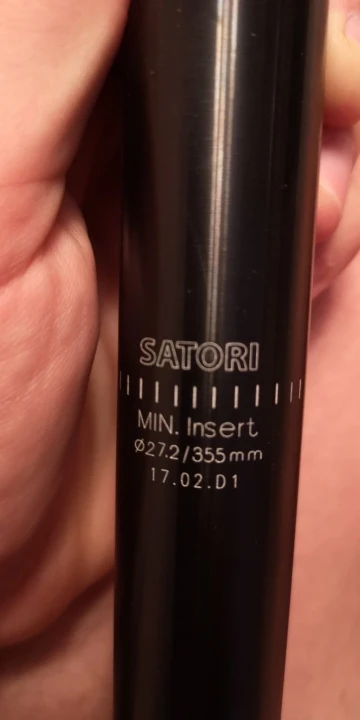 SATORI
MIN. Insert
Ø27.2/355mm
17.02.D1